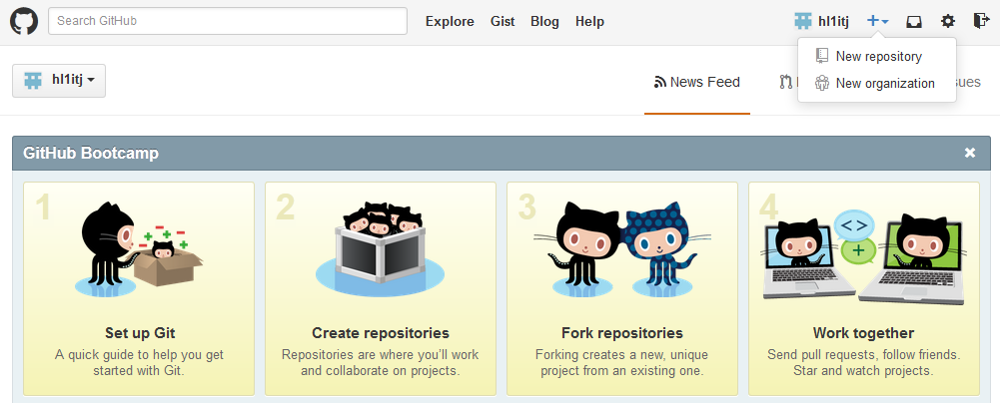 Search GitHub
Explore Gist Blog Help
hl1itj
New repository
New organization
hl1itj
News Feed
sues
GitHub Bootcamp
1
Set up Git
A quick guide to help you get
started with Git.
2
Create repositories
Repositories are where you'll work
and collaborate on projects.
3
Fork repositories
Forking creates a new, unique
project from an existing one.
4
Work together
Send pull requests, follow friends.
Star and watch projects.